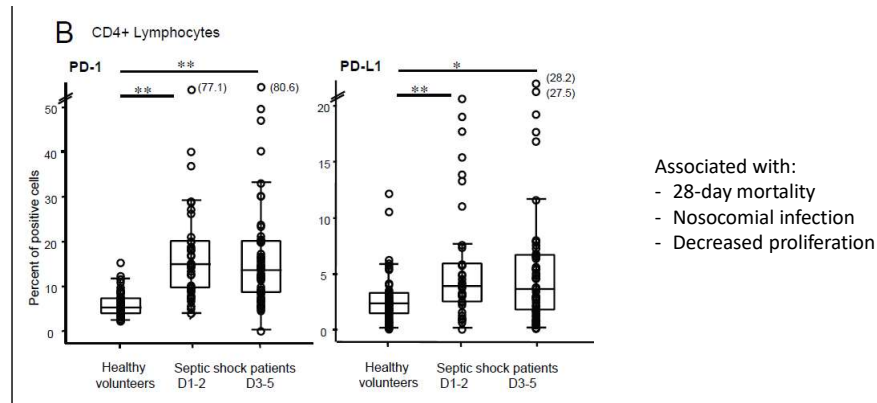 B CD4+ Lymphocytes
PD-1
**
**
(77.1)
(80.6)
50
40
30
20
10
0
Percent of positive cells
Healthy
volunteers
Septic shock patients
D1-2 D3-5
PD-L1
*
**
(28.2)
(27.5)
20
15
10
5
0
Healthy
volunteers
Septic shock patients
D1-2 D3-5
Associated with:
- 28-day mortality
- Nosocomial infection
- Decreased proliferation